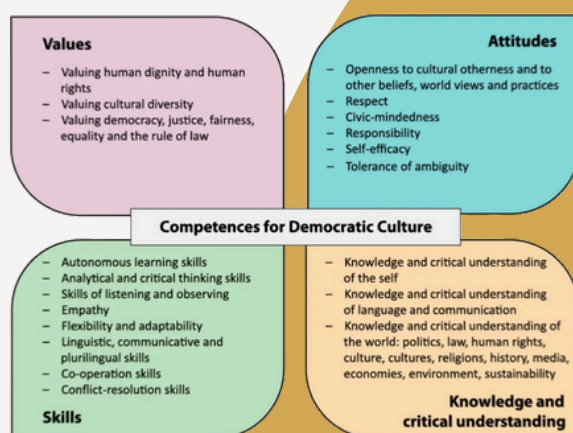 Values
– Valuing human dignity and human
rights
– Valuing cultural diversity
– Valuing democracy, justice, fairness,
equality and the rule of law
Attitudes
– Openness to cultural otherness and to
other beliefs, world views and practices
– Respect
– Civic-mindedness
– Responsibility
– Self-efficacy
– Tolerance of ambiguity
Competences for Democratic Culture
– Autonomous learning skills
– Analytical and critical thinking skills
– Skills of listening and observing
– Empathy
– Flexibility and adaptability
– Linguistic, communicative and
plurilingual skills
– Co-operation skills
– Conflict-resolution skills
Skills
– Knowledge and critical understanding
of the self
– Knowledge and critical understanding
of language and communication
– Knowledge and critical understanding of
the world: politics, law, human rights,
culture, cultures, religions, history, media,
economies, environment, sustainability
Knowledge and
critical understanding